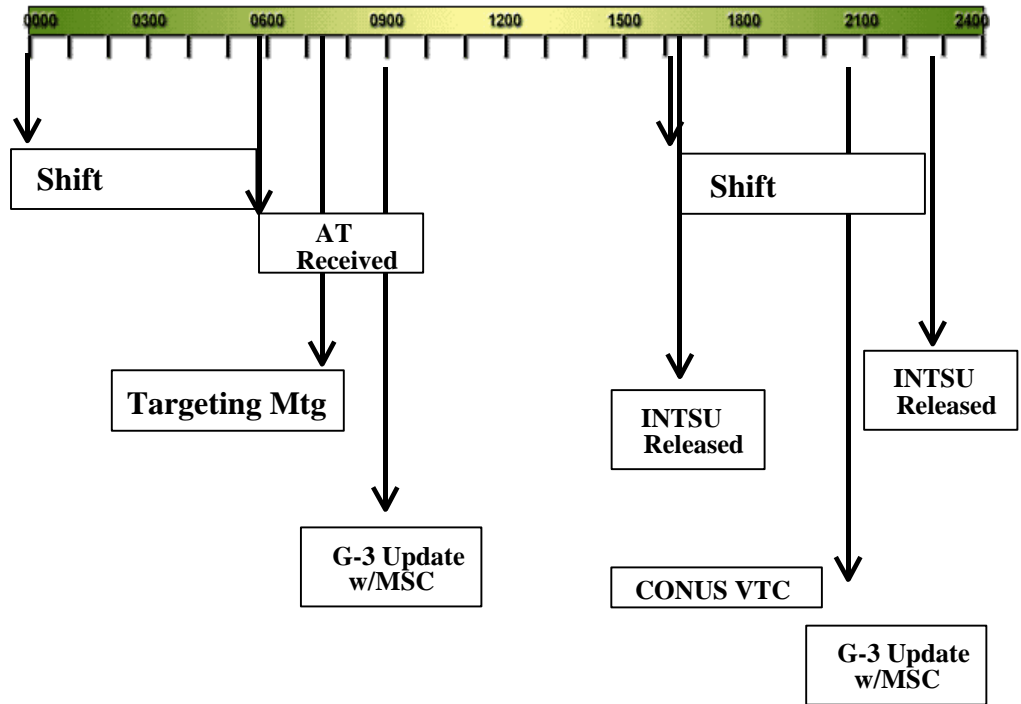 0000 0300 0600 0900 1200 1500 1800 2100 2400
Shift
Shift
AT
Received
Targeting Mtg
INTSU
Released
INTSU
Released
G-3 Update
w/MSC
CONUS VTC
G-3 Update
w/MSC